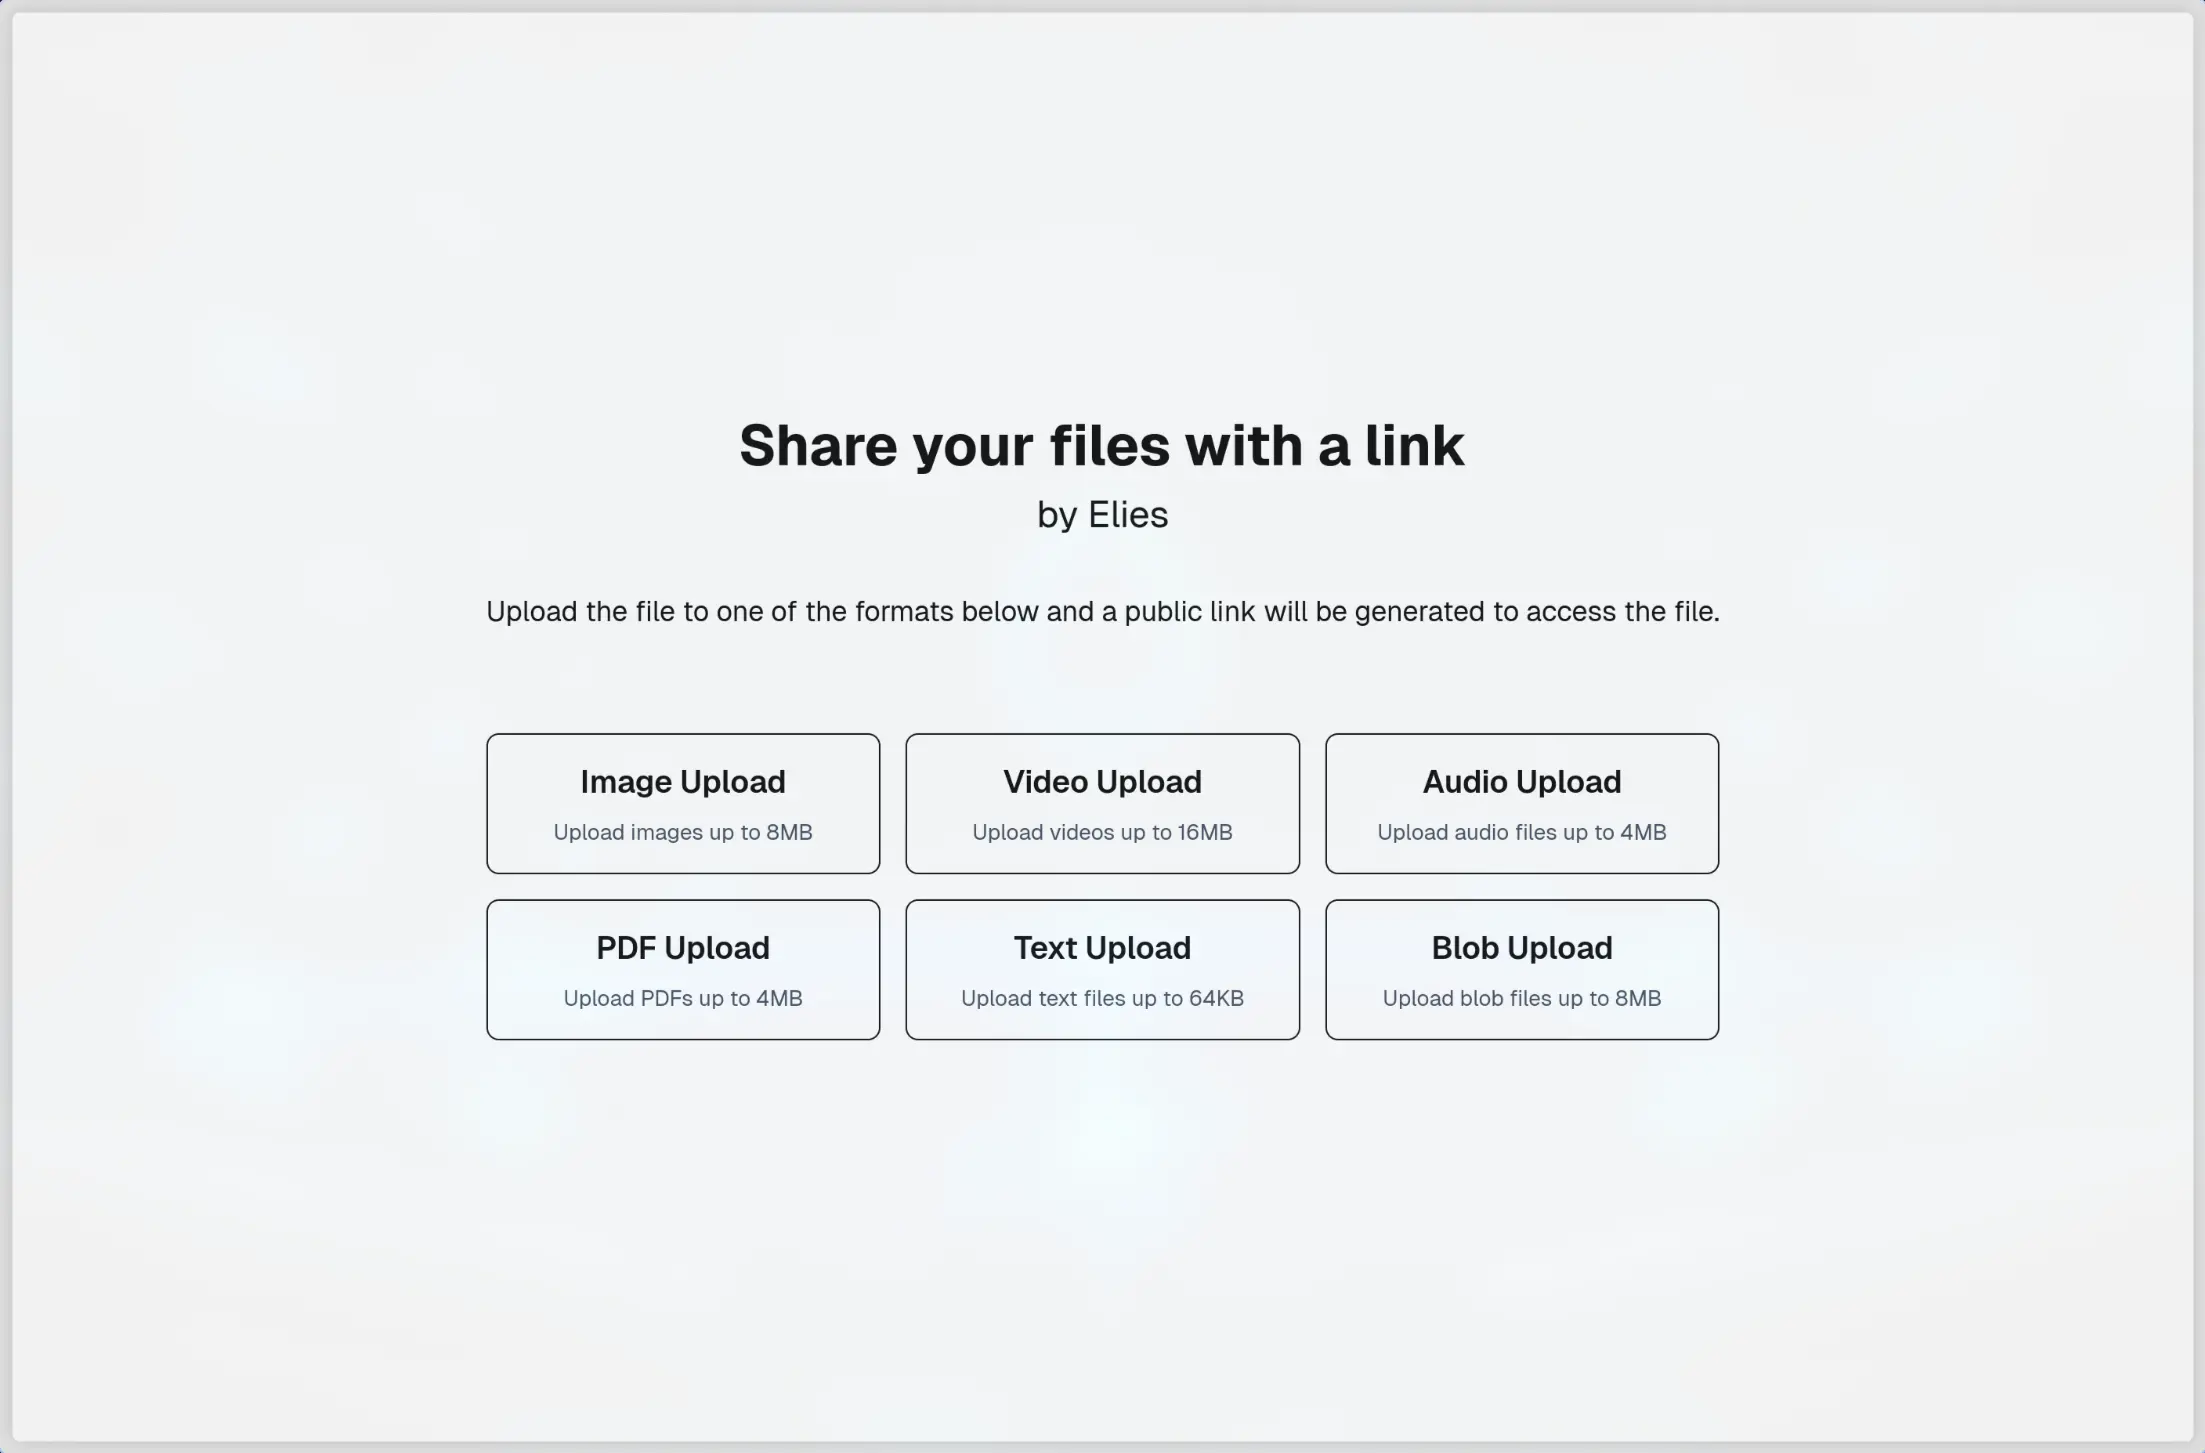 Share your files with a link
by Elies
Upload the file to one of the formats below and a public link will be generated to access the file.
Image Upload
Upload images up to 8MB
Video Upload
Upload videos up to 16MB
Audio Upload
Upload audio files up to 4MB
PDF Upload
Upload PDFs up to 4MB
Text Upload
Upload text files up to 64KB
Blob Upload
Upload blob files up to 8MB